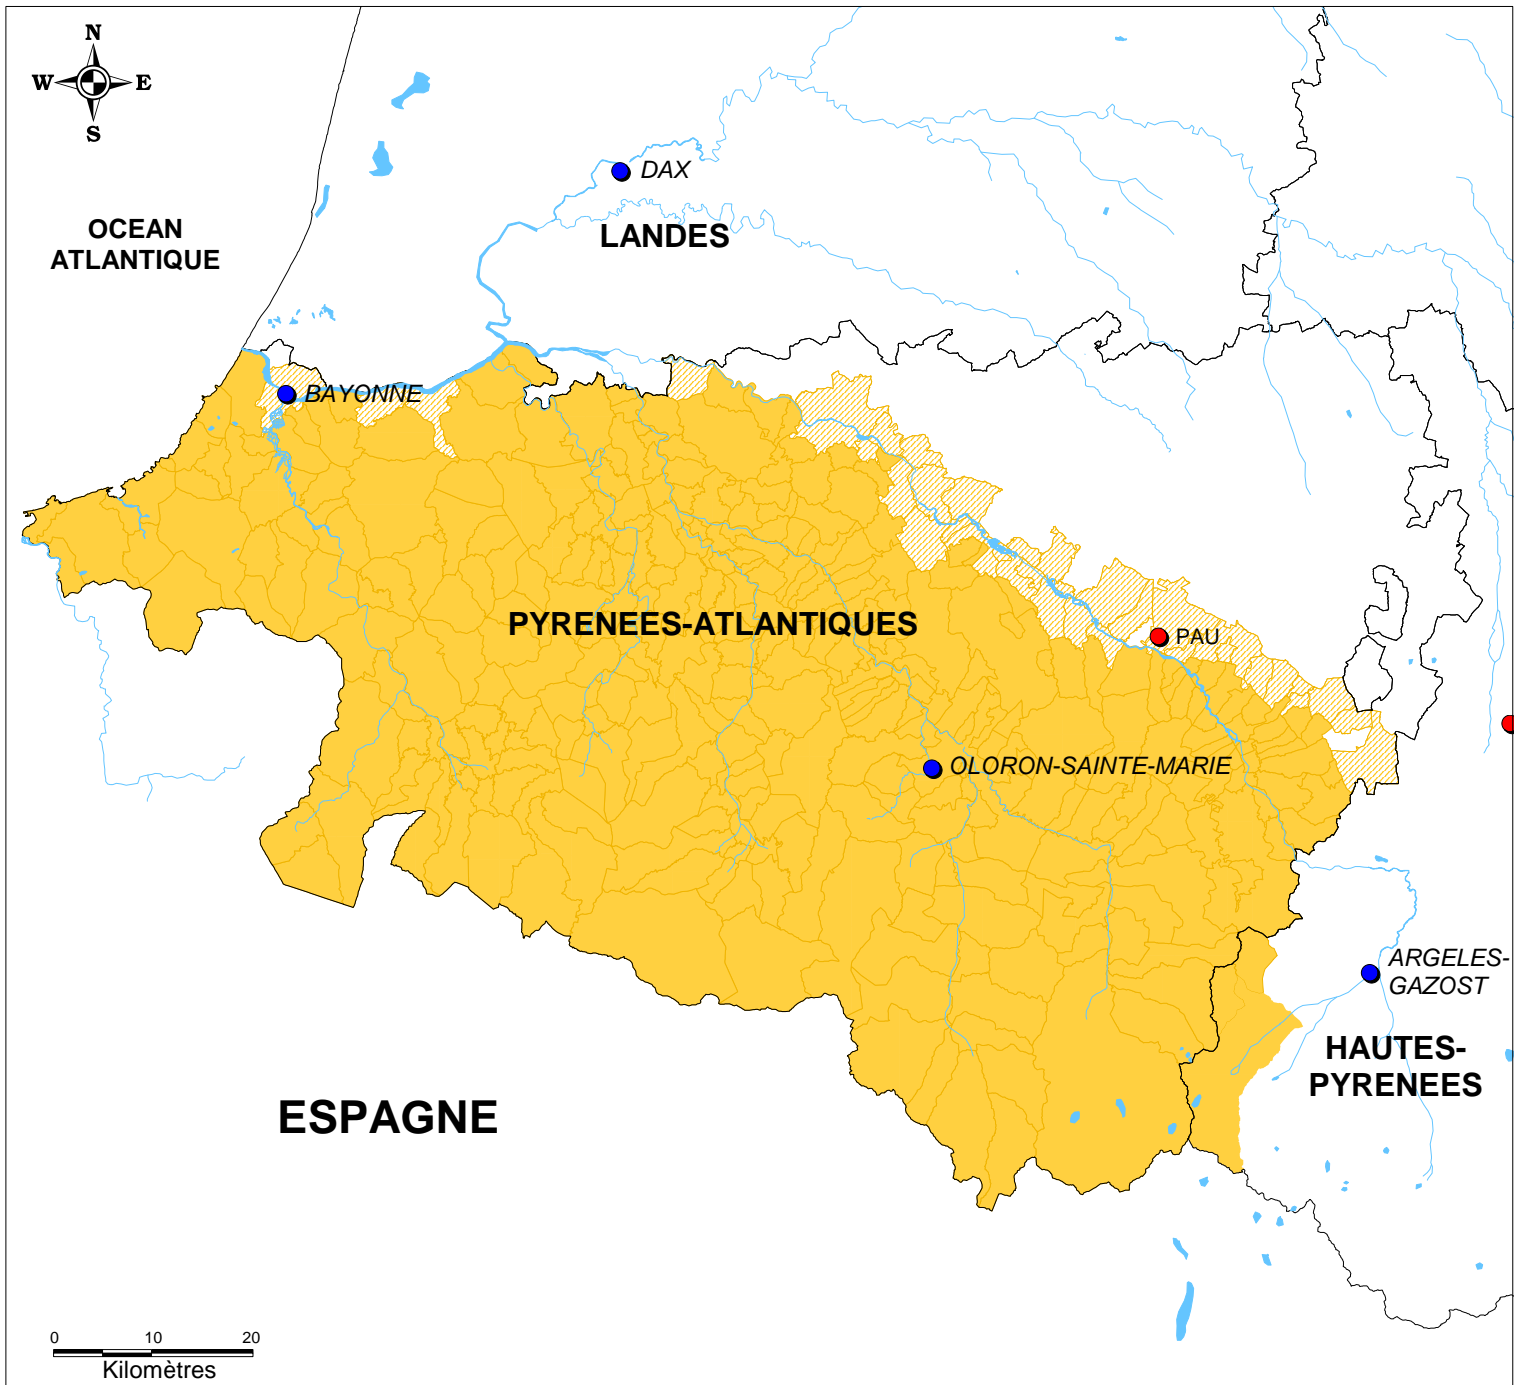 N
W E
S
DAX
LANDES
OCEAN
ATLANTIQUE
BAYONNE
PYRENEES-ATLANTIQUES
PAU
OLORON-SAINTE-MARIE
ARGELES-
GAZOST
HAUTES-
PYRENEES
ESPAGNE
0 10 20
Kilomètres